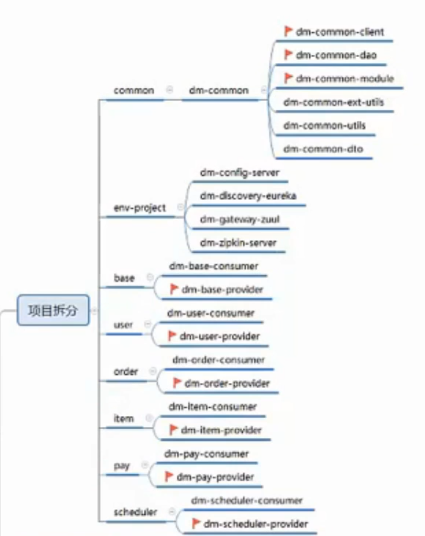 项目拆分
common
dm-common
dm-common-client
dm-common-dao
dm-common-module
dm-common-ext-utils
dm-common-utils
dm-common-dto
env-project
dm-config-server
dm-discovery-eureka
dm-gateway-zuul
dm-zipkin-server
base
dm-base-consumer
dm-base-provider
user
dm-user-consumer
dm-user-provider
order
dm-order-consumer
dm-order-provider
item
dm-item-consumer
dm-item-provider
pay
dm-pay-consumer
dm-pay-provider
scheduler
dm-scheduler-consumer
dm-scheduler-provider